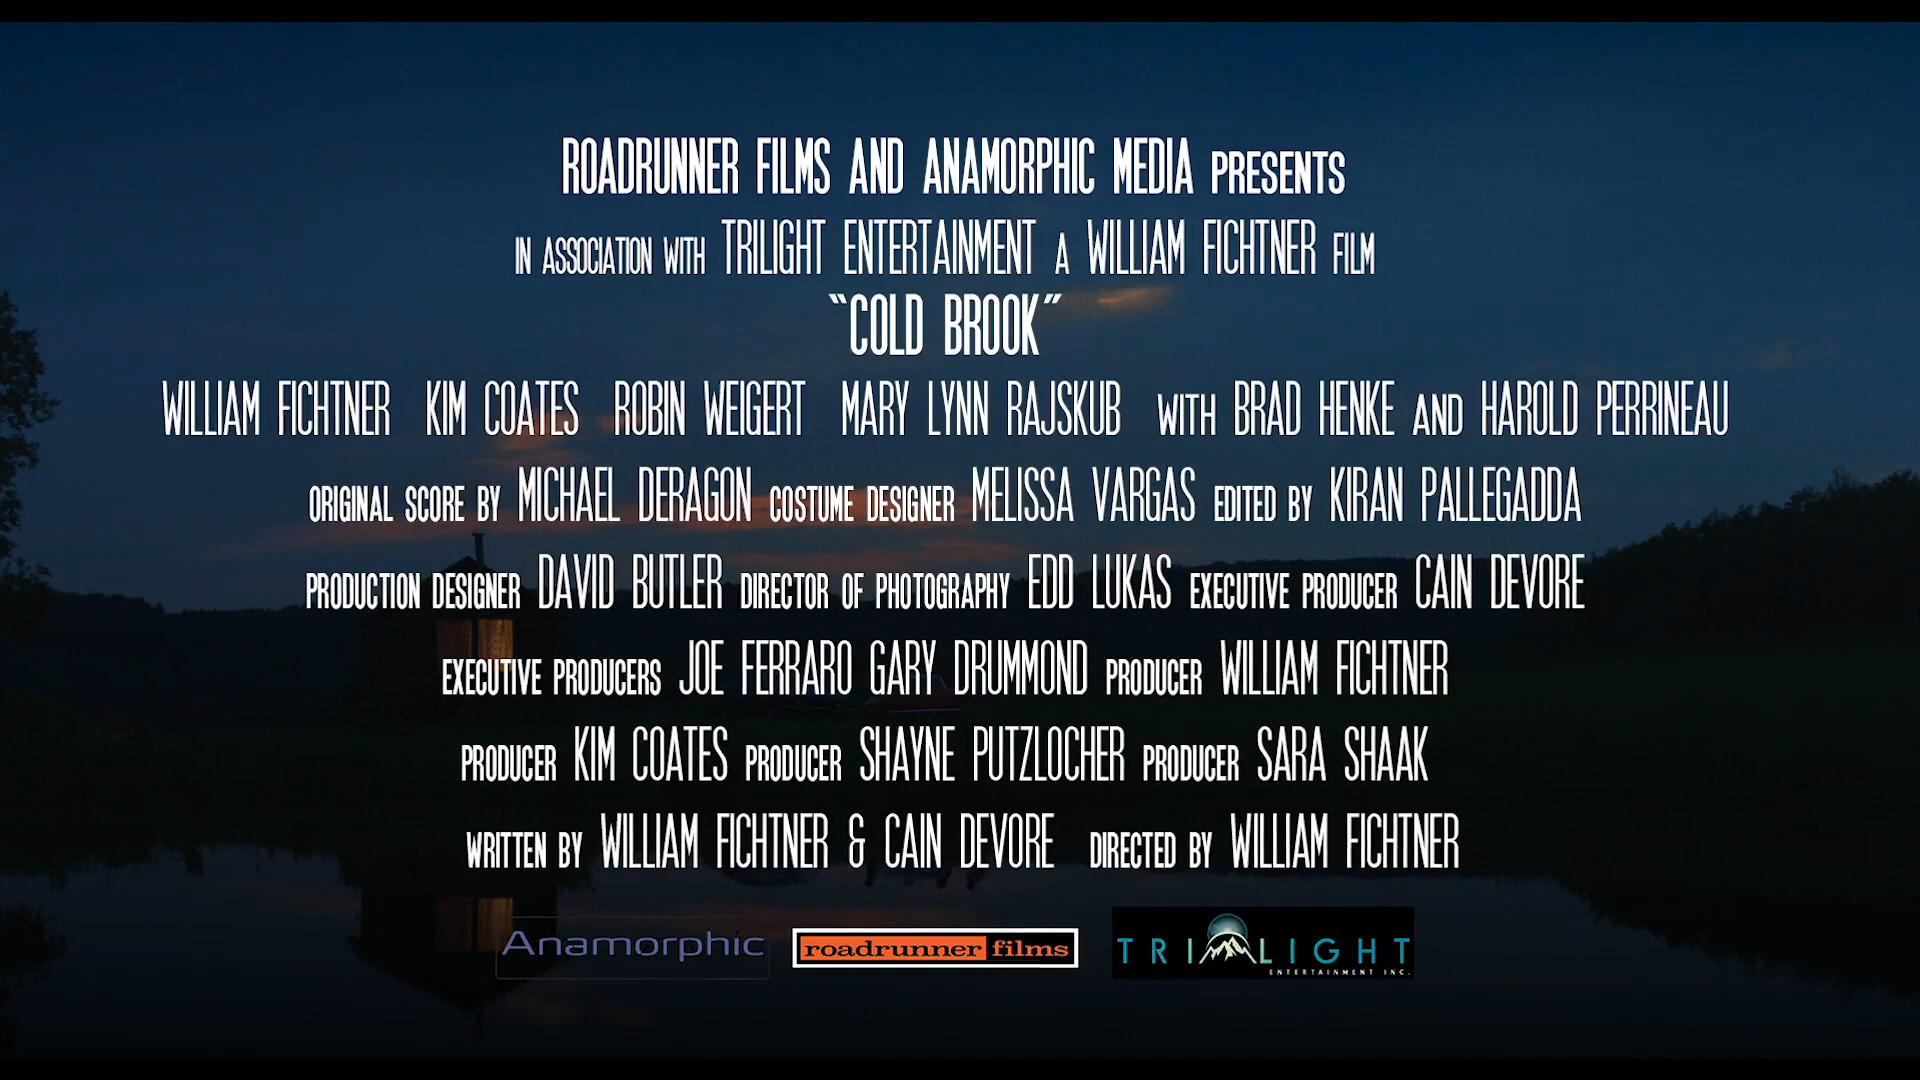 ROADRUNNER FILMS AND ANAMORPHIC MEDIA PRESENTS
IN ASSOCIATION WITH TRILIGHT ENTERTAINMENT A WILLIAM FICHTNER FILM
“COLD BROOK”
WILLIAM FICHTNER KIM COATES ROBIN WEIGERT MARY LYNN RAJSKUB WITH BRAD HENKE AND HAROLD PERRINEAU
ORIGINAL SCORE BY MICHAEL DERAGON COSTUME DESIGNER MELISSA VARGAS EDITED BY KIRAN PALLEGADDA
PRODUCTION DESIGNER DAVID BUTLER DIRECTOR OF PHOTOGRAPHY EDD LUKAS EXECUTIVE PRODUCER CAIN DEVORE
EXECUTIVE PRODUCERS JOE FERRARO GARY DRUMMOND PRODUCER WILLIAM FICHTNER
PRODUCER KIM COATES PRODUCER SHAYNE PUTZLOCHER PRODUCER SARA SHAAK
WRITTEN BY WILLIAM FICHTNER & CAIN DEVORE DIRECTED BY WILLIAM FICHTNER
Anamorphic roadrunner films TRILIGHT
ENTERTAINMENT INC.